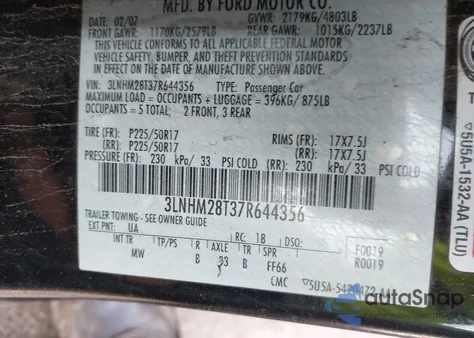 MFD. BY FORD MOTOR CO.
DATE: 02/07 GVWR: 2179KG/4803LB
FRONT GAWR: 1170KG/2579LB REAR GAWR: 1015KG/2237LB
THIS VEHICLE CONFORMS TO ALL APPLICABLE FEDERAL MOTOR
VEHICLE SAFETY, BUMPER, AND THEFT PREVENTION STANDARDS
IN EFFECT ON THE DATE OF MANUFACTURE SHOWN ABOVE.
VIN: 3LNHM28T37R644356 TYPE: Passenger Car
MAXIMUM LOAD = OCCUPANTS + LUGGAGE = 396KG/ 875LB
OCCUPANTS = 5 TOTAL: 2 FRONT, 3 REAR
TIRE (FR): P225/50R17 RIMS (FR): 17X7.5J
(RR): P225/50R17 (RR): 17X7.5J
PRESSURE (FR): 230 kPa/ 33 PSI COLD (RR): 230 kPa/ 33 PSI COLD
3LNHM28T37R644356
TRAILER TOWING - SEE OWNER GUIDE
EXT PNT: UA RC: 18 DSO: F0019
INT TR TP/PS R AXLE TR SPR R0019
MW B 33 B FF66
CMC
5U5A-1532-AA (TLU)
autoSnap